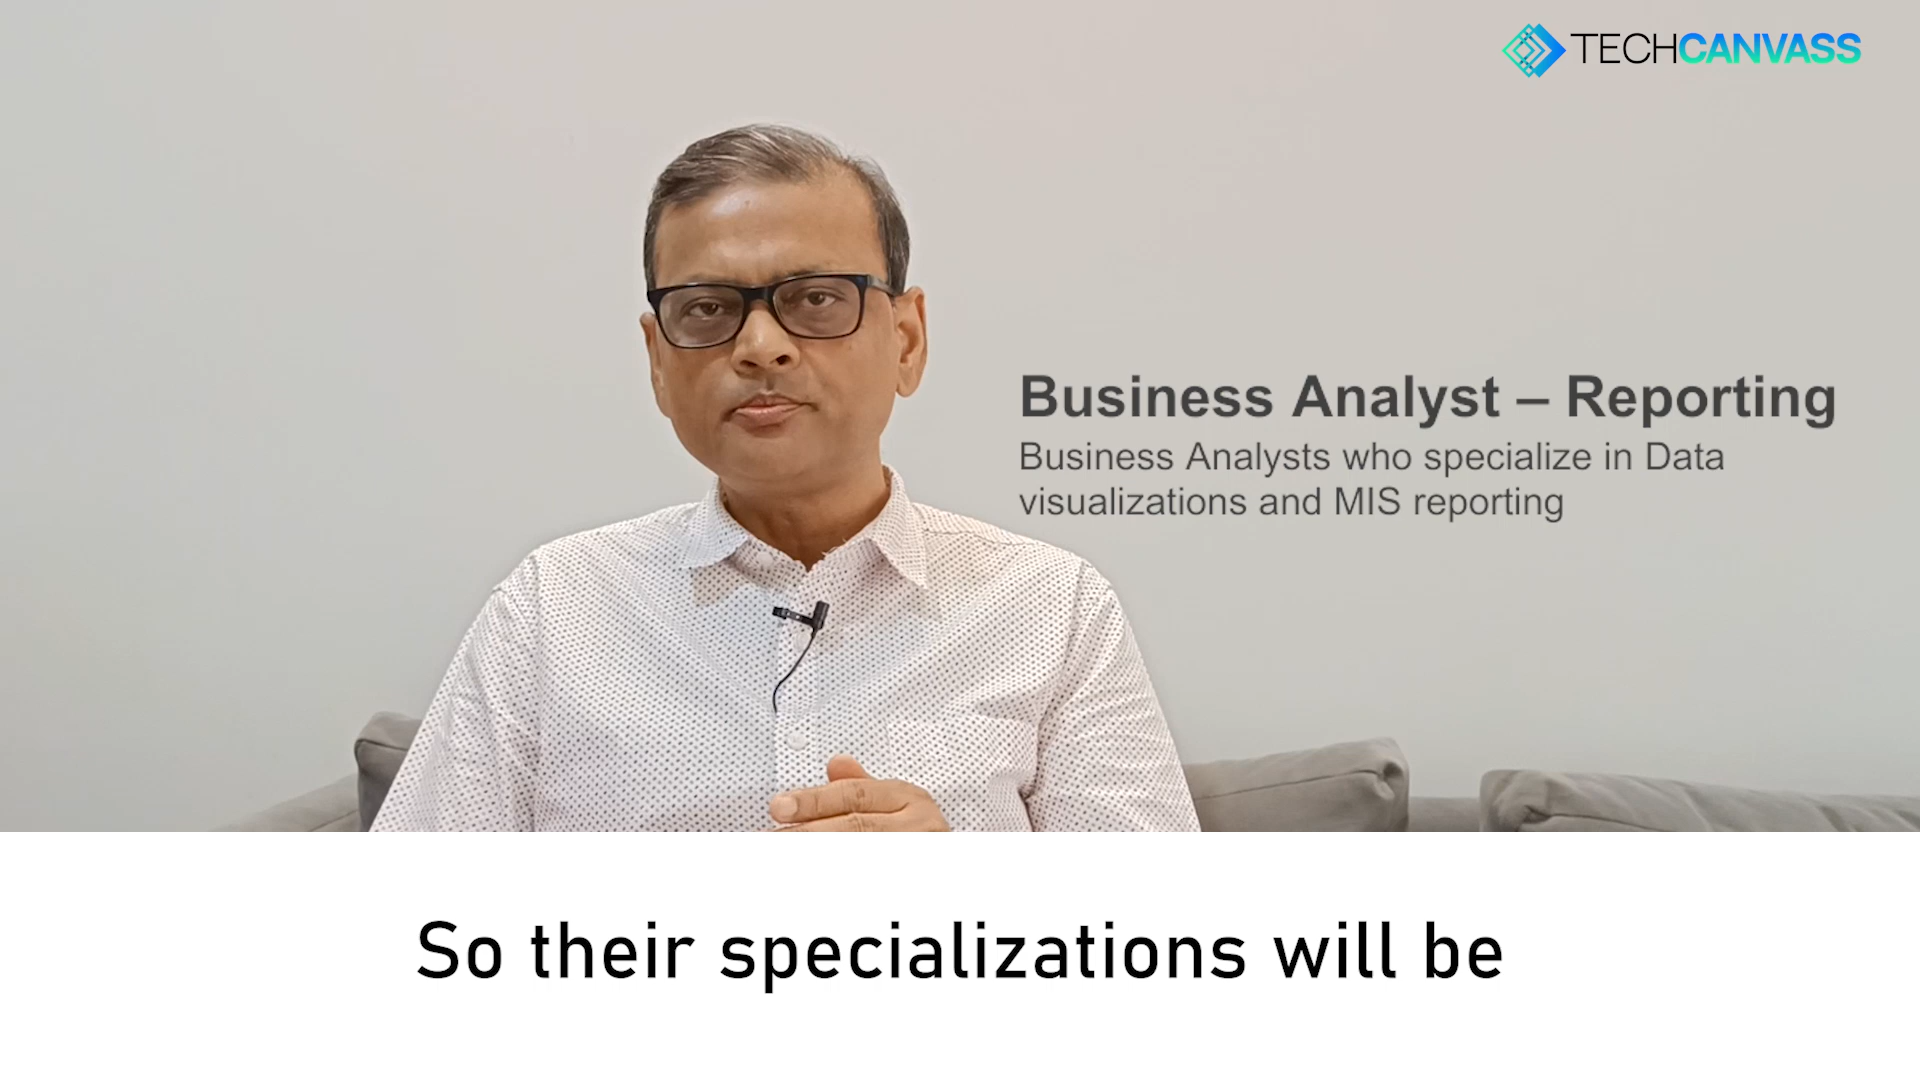 TECHCANVASS
Business Analyst – Reporting
Business Analysts who specialize in Data
visualizations and MIS reporting
So their specializations will be